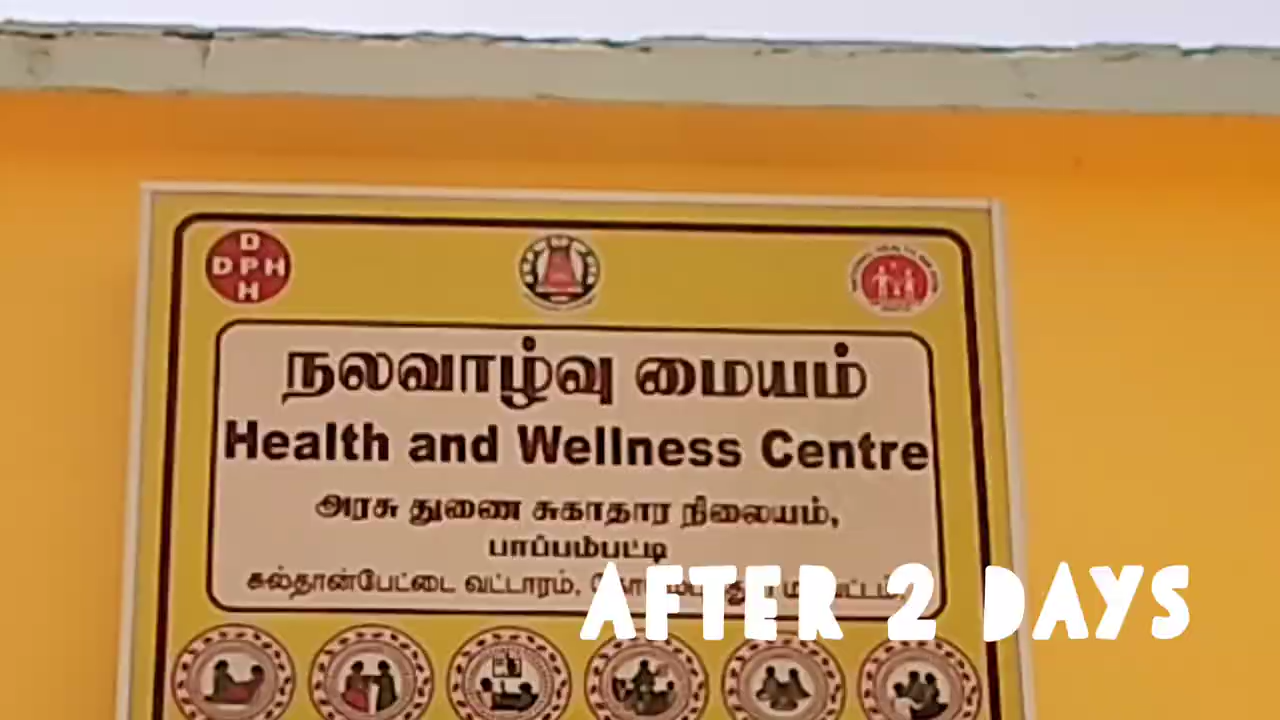 D
DPH
H
நலவாழ்வு மையம்
Health and Wellness Centre
அரசு துணை சுகாதார நிலையம்,
பாப்பம்பட்டி
சுல்தான்பேட்டை வட்டாரம்,
AFTER 2 DAYS